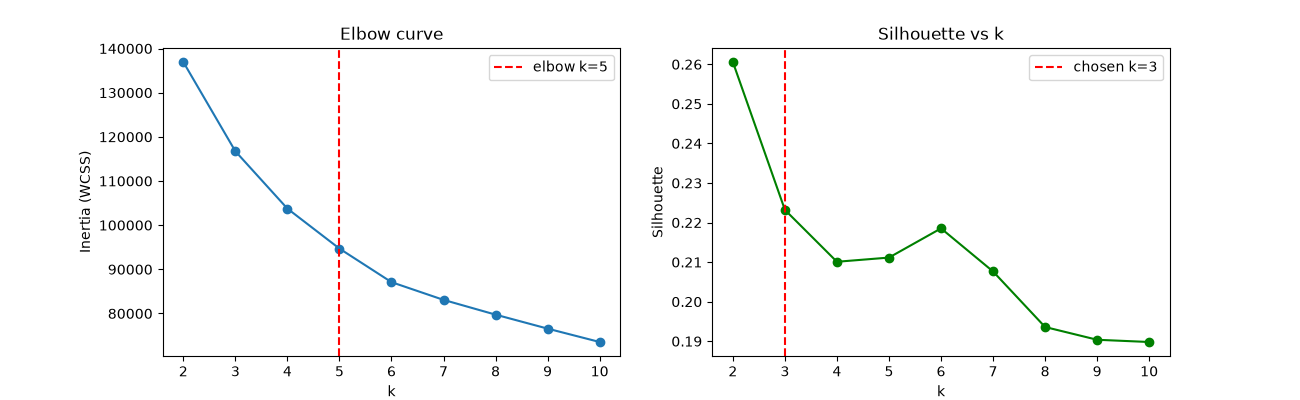 Elbow curve
140000
130000
120000
110000
100000
90000
80000
Inertia (WCSS)
2 3 4 5 6 7 8 9 10
k
elbow k=5
Silhouette vs k
0.26
0.25
0.24
0.23
0.22
0.21
0.20
0.19
Silhouette
2 3 4 5 6 7 8 9 10
k
chosen k=3